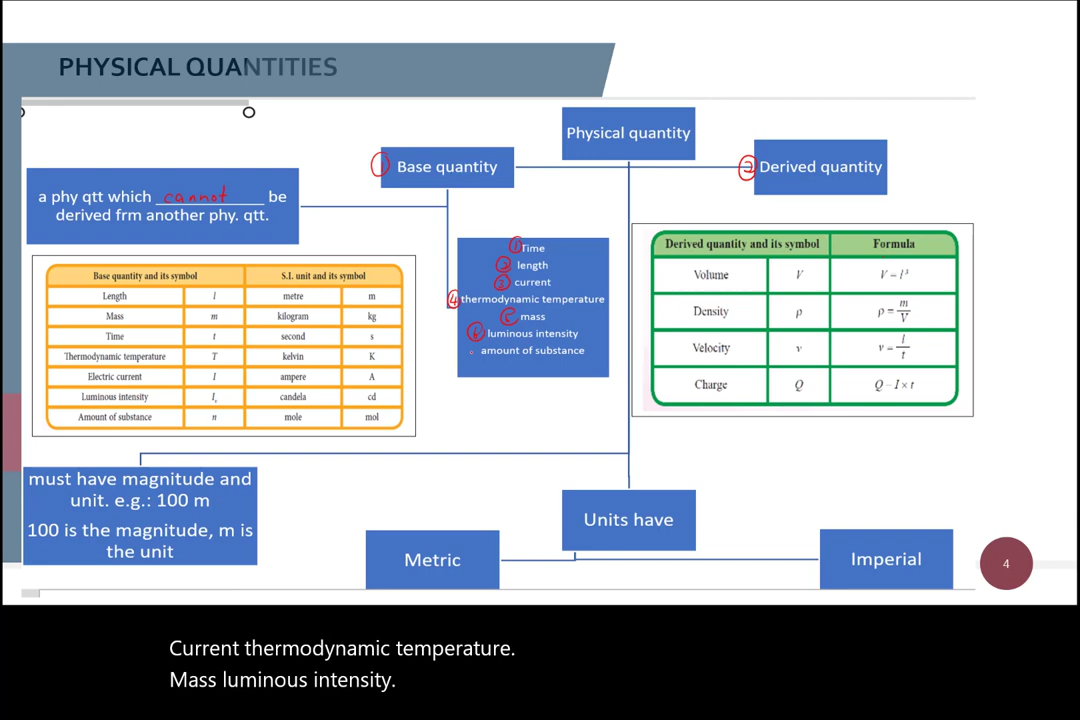 PHYSICAL QUANTITIES
Physical quantity
1 Base quantity
2 Derived quantity
a phy qtt which cannot be
derived frm another phy. qtt.
1 Time
2 length
3 current
4 thermodynamic temperature
5 mass
6 luminous intensity
amount of substance
Base quantity and its symbol S.I. unit and its symbol
Length l metre m
Mass m kilogram kg
Time t second s
Thermodynamic temperature T kelvin K
Electric current I ampere A
Luminous intensity Iv candela cd
Amount of substance n mole mol
Derived quantity and its symbol Formula
Volume V V = l³
Density ρ ρ = m/V
Velocity v v = l/t
Charge Q Q = I × t
must have magnitude and
unit. e.g.: 100 m
100 is the magnitude, m is
the unit
Units have
Metric
Imperial
4
Current thermodynamic temperature.
Mass luminous intensity.